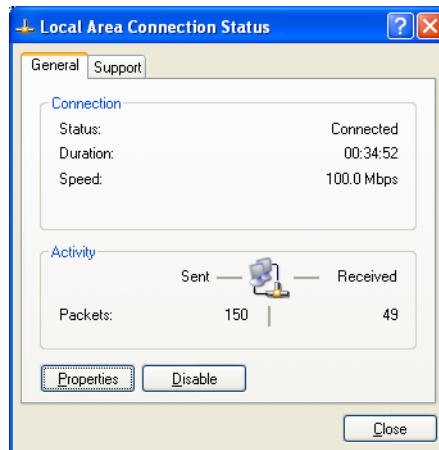 Local Area Connection Status
General Support
Connection
Status: Connected
Duration: 00:34:52
Speed: 100.0 Mbps
Activity
Sent Received
Packets: 150 49
Properties Disable
Close